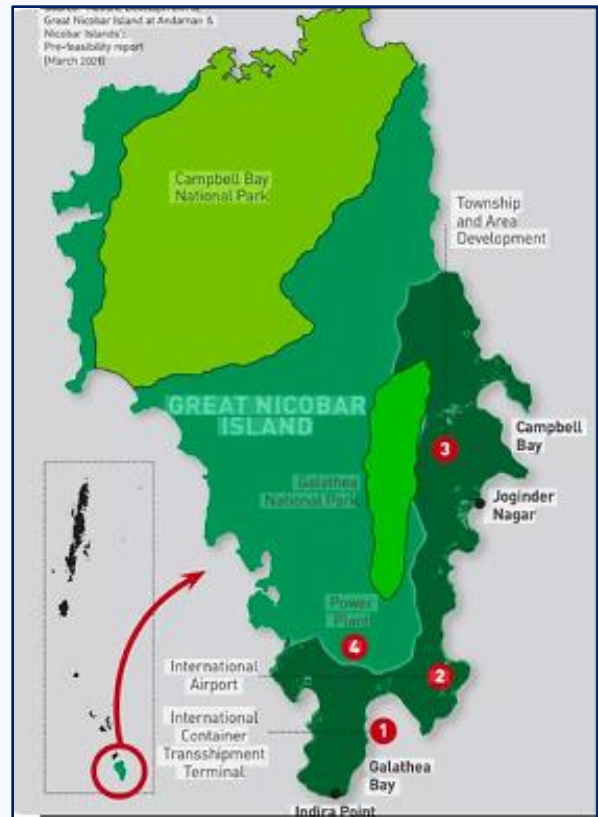 Great Nicobar Island at Andaman &
Nicobar Islands':
Pre-feasibility report
(March 2021)
Campbell Bay
National Park
Township
and Area
Development
GREAT NICOBAR
ISLAND
Campbell
Bay
3
Galathea
National Park
Joginder
Nagar
Power
Plant
4
International
Airport
2
International
Container
Transshipment
Terminal
1
Galathea
Bay
Indira Point